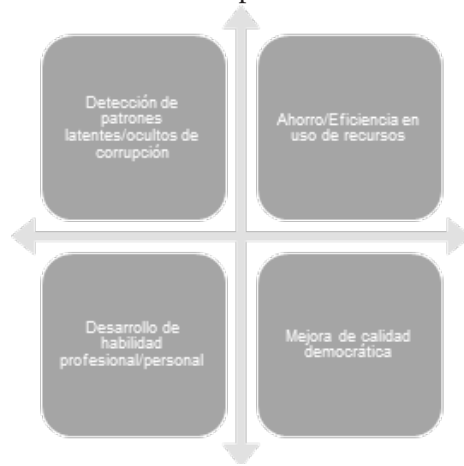 Detección de
patrones
latentes/ocultos de
corrupción
Ahorro/Eficiencia en
uso de recursos
Desarrollo de
habilidad
profesional/personal
Mejora de calidad
democrática